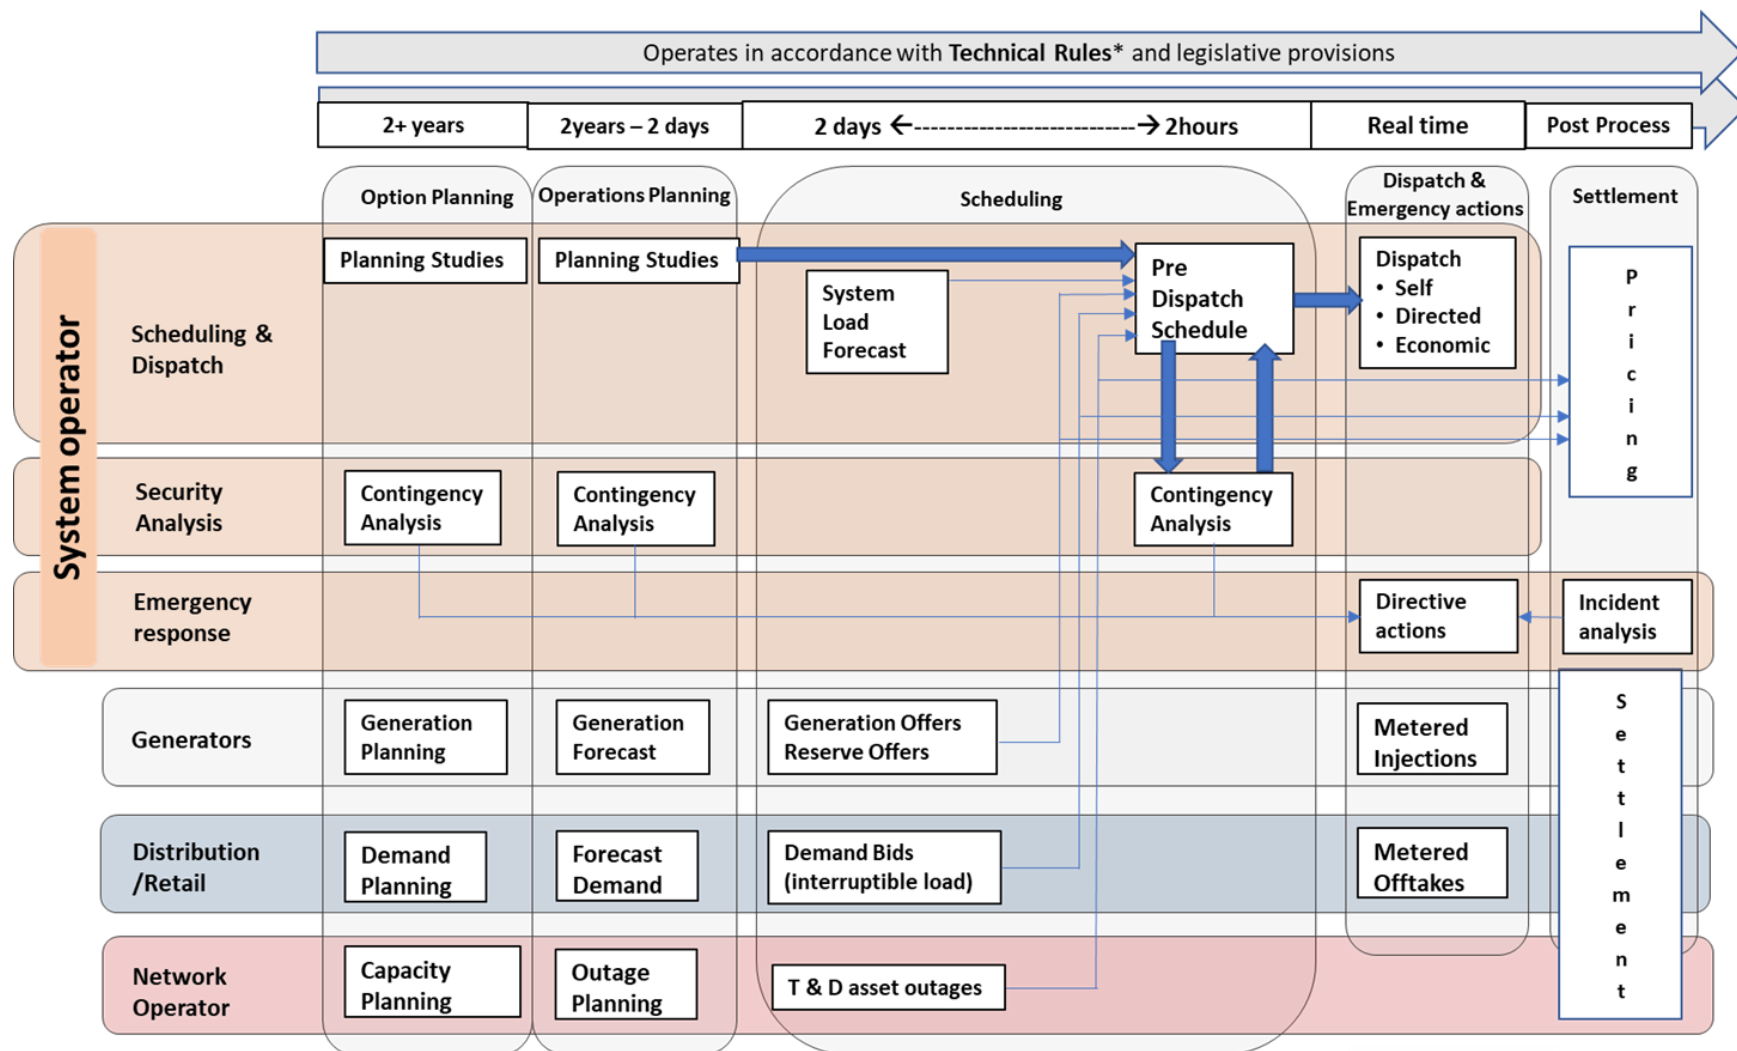 Operates in accordance with Technical Rules* and legislative provisions
2+ years
2years – 2 days
2 days ←---------------------------→ 2hours
Real time
Post Process
Option Planning
Operations Planning
Scheduling
Dispatch &
Emergency actions
Settlement
System operator
Scheduling &
Dispatch
Planning Studies
Planning Studies
System
Load
Forecast
Pre
Dispatch
Schedule
Dispatch
• Self
• Directed
• Economic
P
r
i
c
i
n
g
Security
Analysis
Contingency
Analysis
Contingency
Analysis
Contingency
Analysis
Emergency
response
Directive
actions
Incident
analysis
Generators
Generation
Planning
Generation
Forecast
Generation Offers
Reserve Offers
Metered
Injections
S
e
t
t
l
e
m
e
n
t
Distribution
/Retail
Demand
Planning
Forecast
Demand
Demand Bids
(interruptible load)
Metered
Offtakes
Network
Operator
Capacity
Planning
Outage
Planning
T & D asset outages